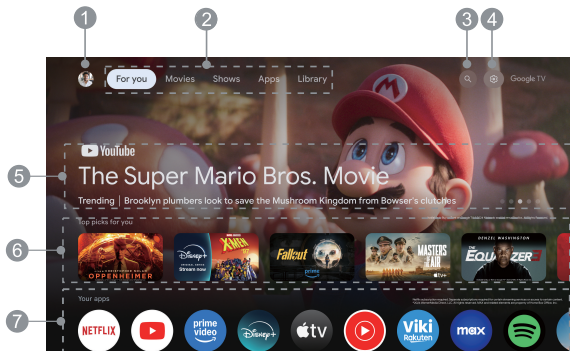 1
2
3
4
For you
Movies
Shows
Apps
Library
Google TV
5
YouTube
The Super Mario Bros. Movie
Trending | Brooklyn plumbers look to save the Mushroom Kingdom from Bowser's clutches
6
Top picks for you
OPPENHEIMER
Disney+
Stream now
X-MEN
Fallout
prime
MASTERS
OF THE
AIR
tv+
DENZEL WASHINGTON
THE
EQUALIZER 3
7
Your apps
NETFLIX
prime
video
Disney+
tv
Viki
Rakuten
max